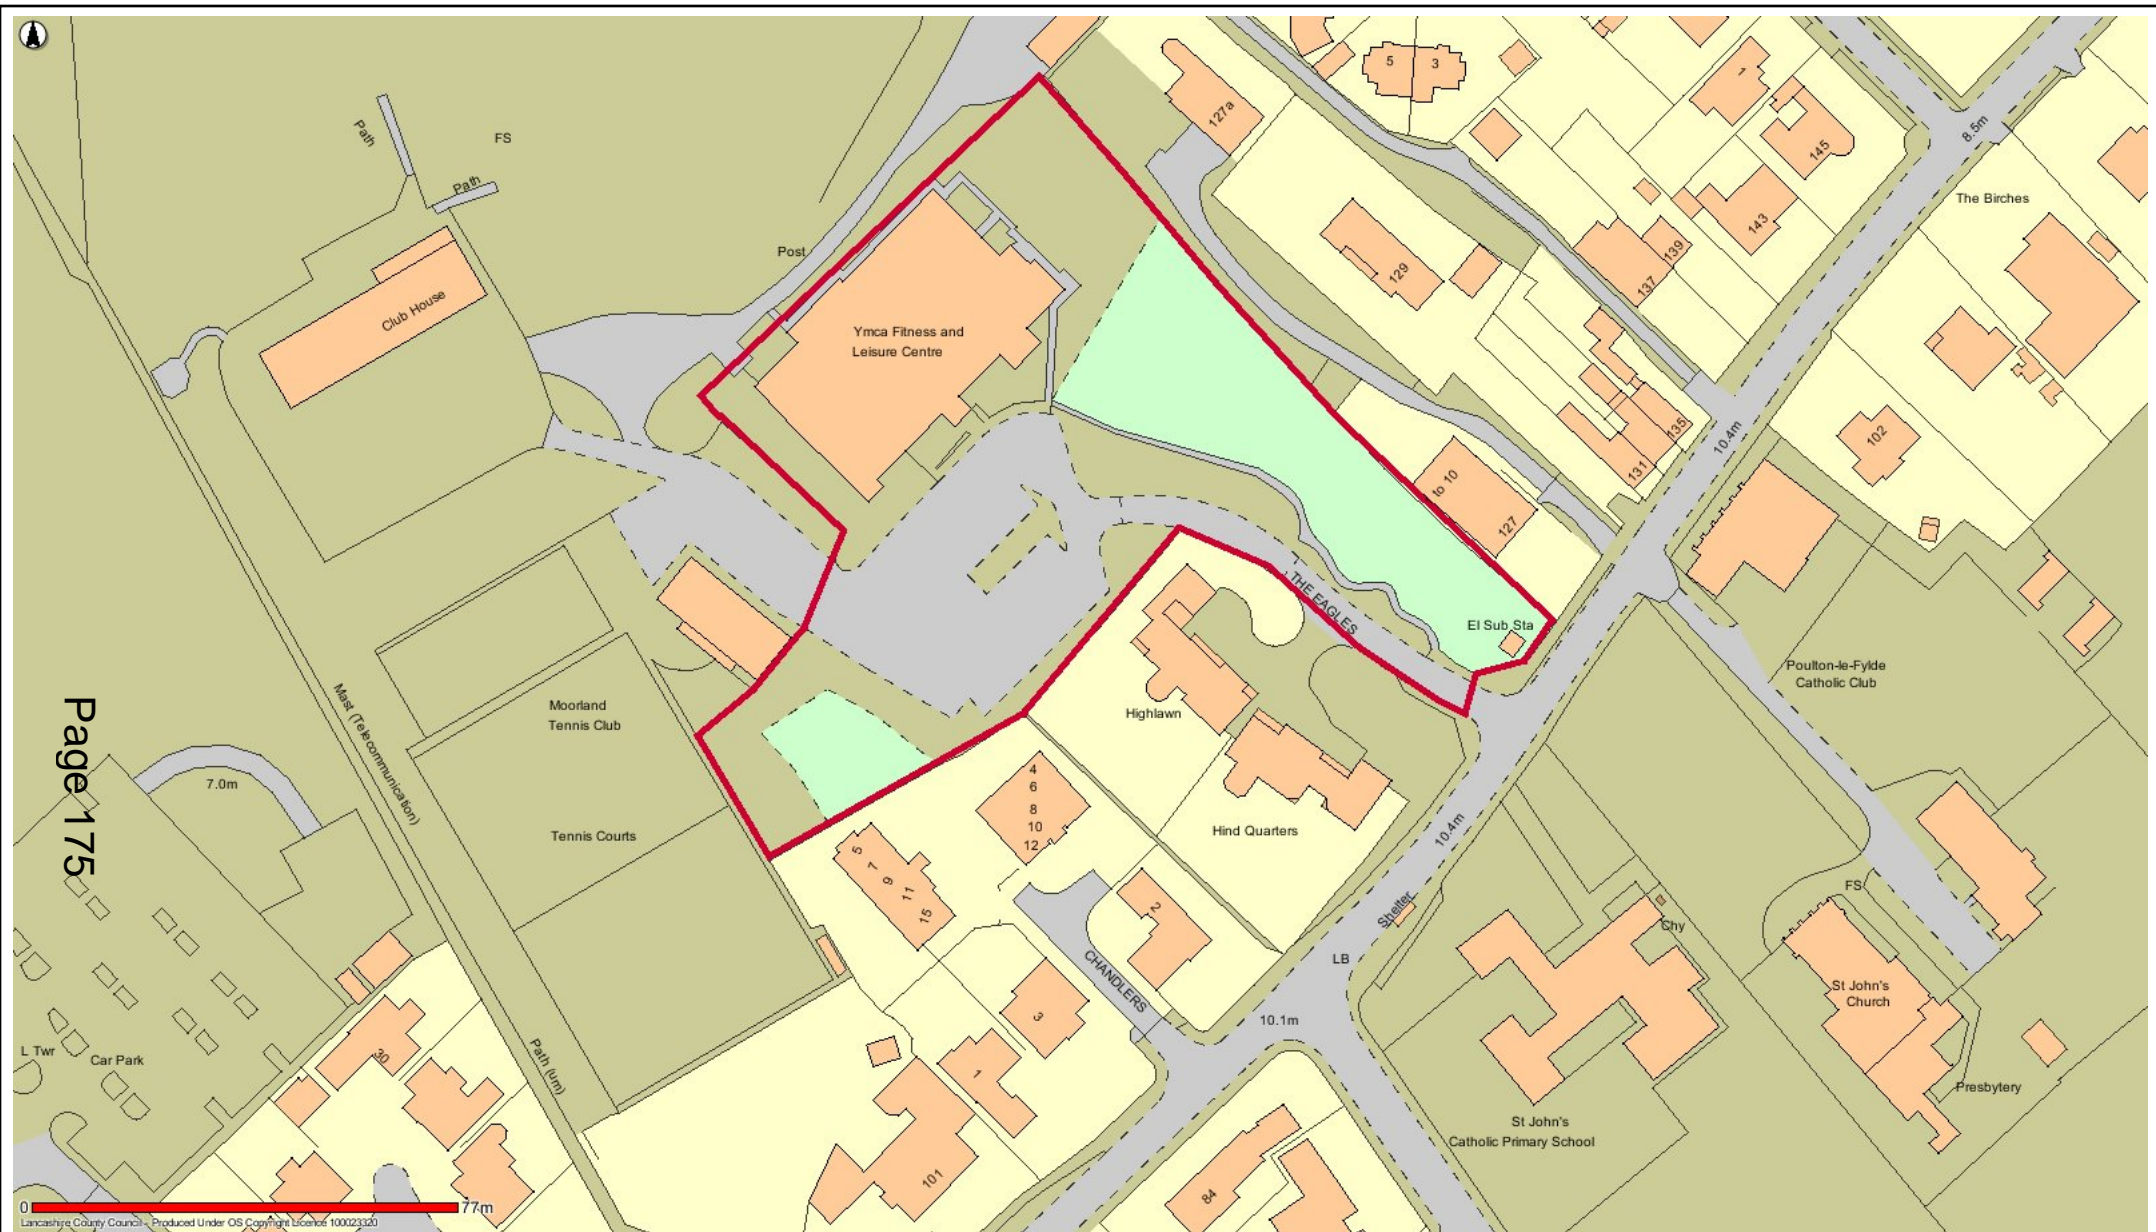 5
3
1
127a
145
8.5m
Path
FS
Path
The Birches
143
139
137
129
Post
Club House
Ymca Fitness and
Leisure Centre
135
131
10.4m
102
to 10
127
THE EAGLES
El Sub Sta
Poulton-le-Fylde
Catholic Club
Mast (Telecommunication)
Moorland
Tennis Club
Highlawn
4
6
8
10
12
Page 175
7.0m
Tennis Courts
Hind Quarters
10.4m
5
7
9
11
15
2
Shelter
FS
Chy
LB
CHANDLERS
St John's
Church
3
10.1m
L Twr
Car Park
30
Path (um)
1
Presbytery
St John's
Catholic Primary School
101
84
0
77m
Lancashire County Council - Produced Under OS Copyright Licence 100023320